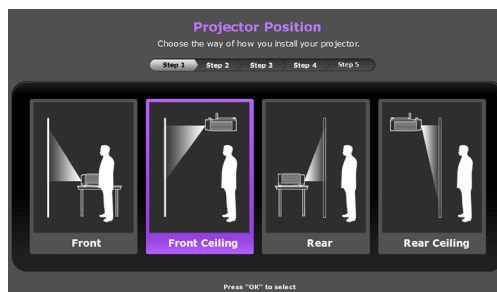 Projector Position
Choose the way of how you install your projector.
Step 1 Step 2 Step 3 Step 4 Step 5
Front Front Ceiling Rear Rear Ceiling
Press "OK" to select